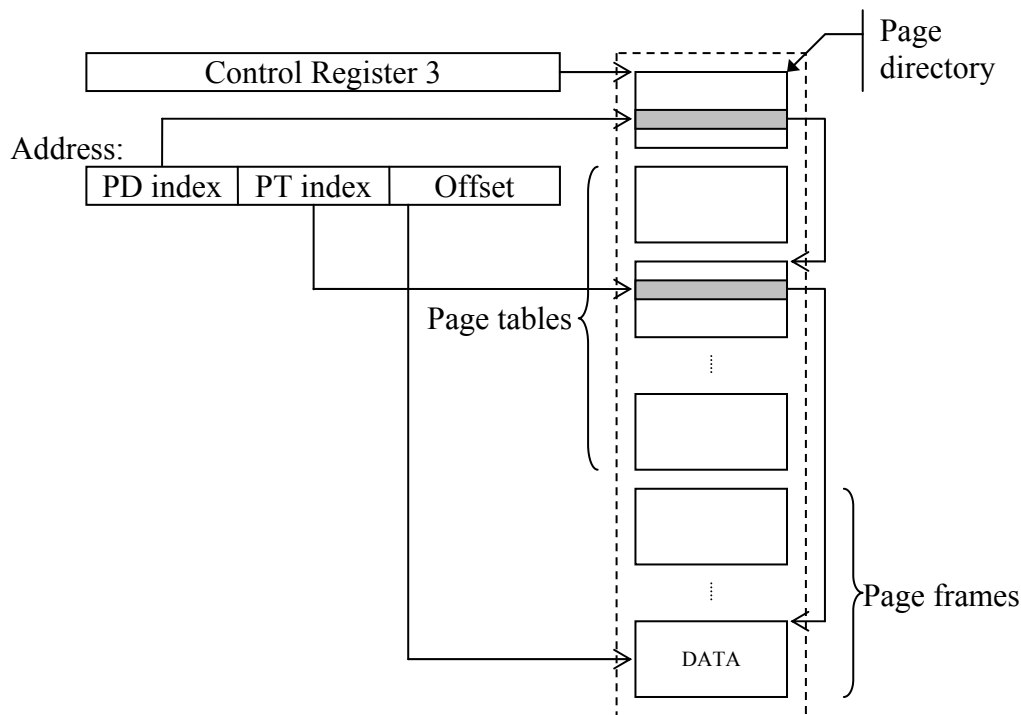 Page
directory
Control Register 3
Address:
PD index PT index Offset
Page tables
Page frames
DATA